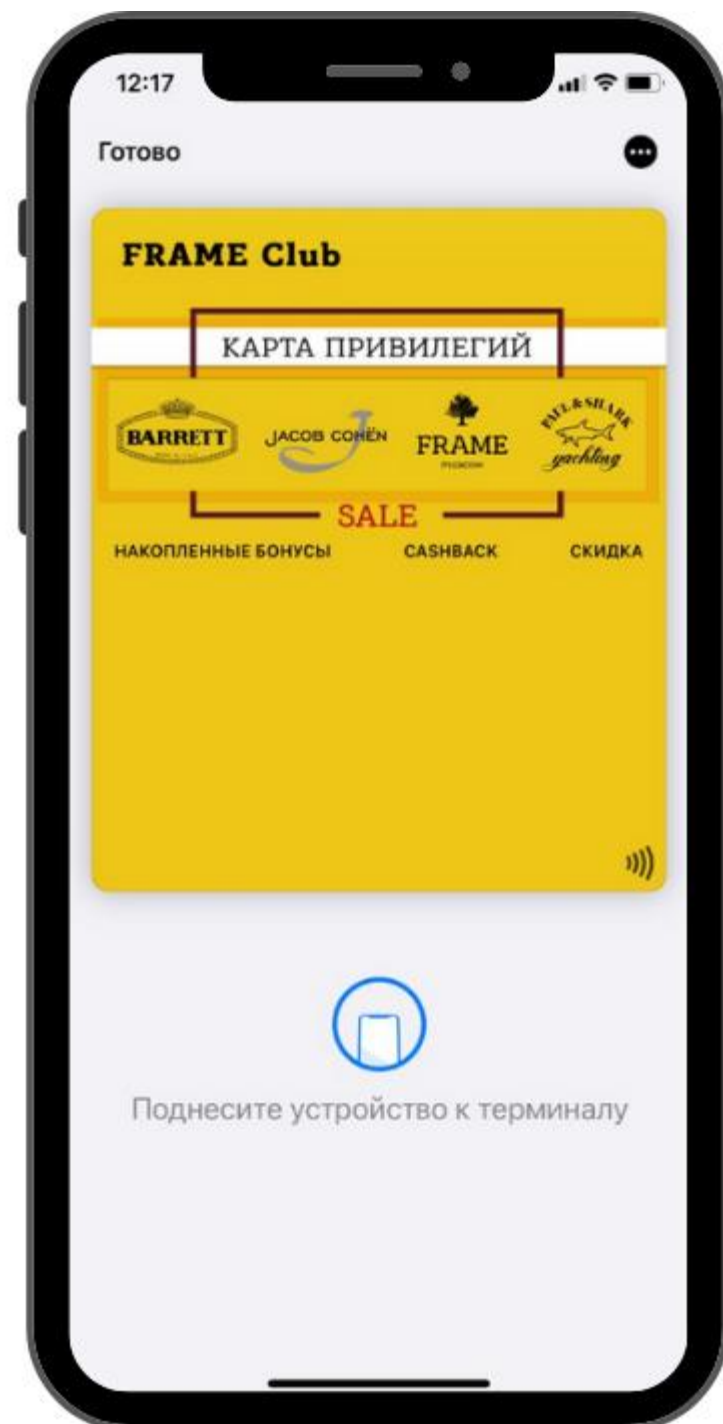 12:17
Готово
FRAME Club
КАРТА ПРИВИЛЕГИЙ
BARRETT
JACOB COHËN
FRAME
PAUL & SHARK
yachting
SALE
НАКОПЛЕННЫЕ БОНУСЫ CASHBACK СКИДКА
Поднесите устройство к терминалу